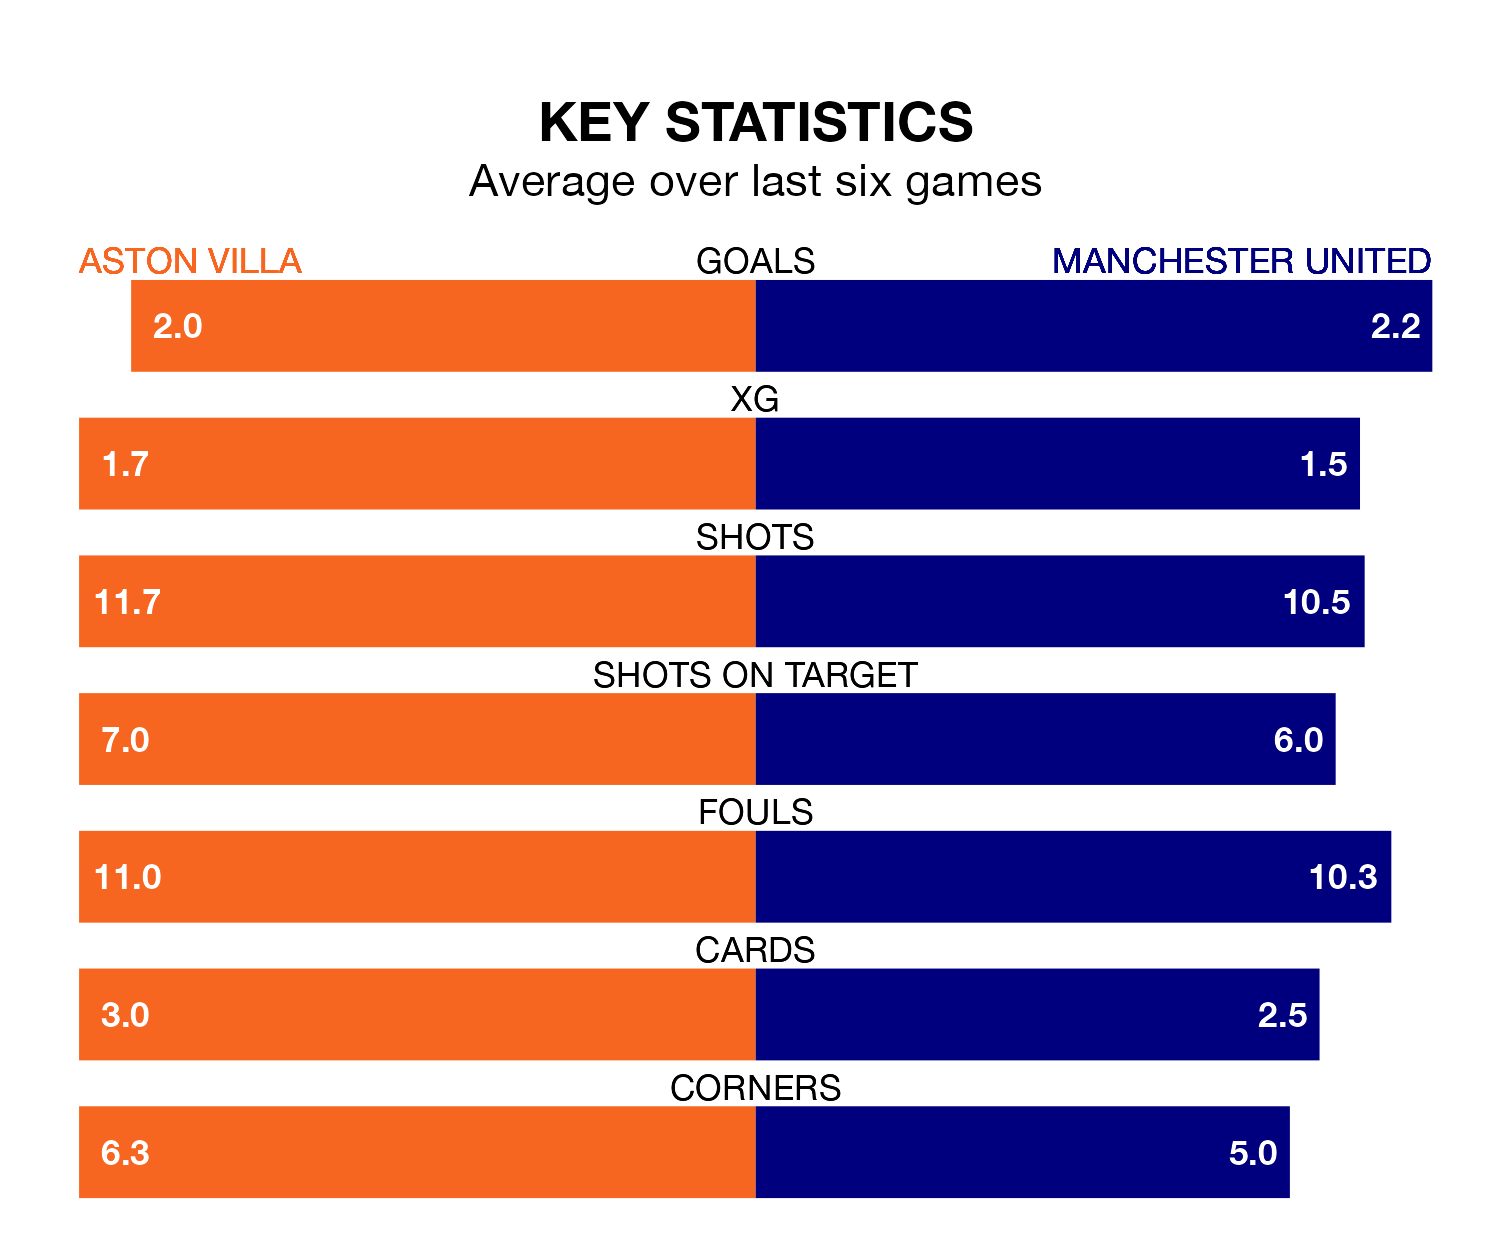 KEY STATISTICS
Average over last six games
ASTON VILLA GOALS MANCHESTER UNITED
2.0 2.2
XG
1.7 1.5
SHOTS
11.7 10.5
SHOTS ON TARGET
7.0 6.0
FOULS
11.0 10.3
CARDS
3.0 2.5
CORNERS
6.3 5.0